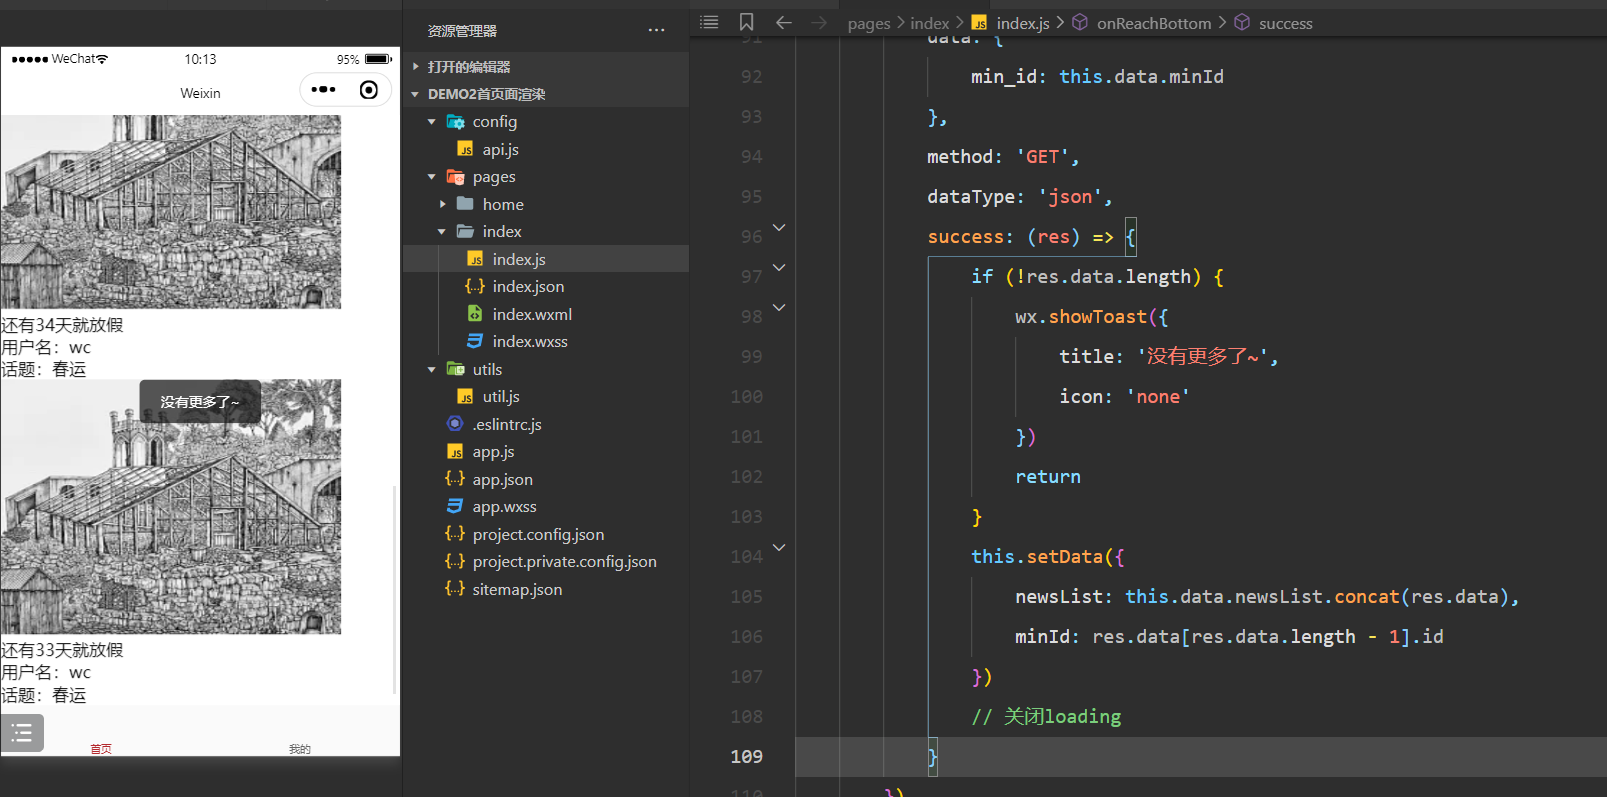 WeChat 10:13 95%
Weixin
还有34天就放假
用户名：wc
话题：春运
没有更多了~
还有33天就放假
用户名：wc
话题：春运
首页 我的
资源管理器
打开的编辑器
DEMO2首页面渲染
config
api.js
pages
home
index
index.js
index.json
index.wxml
index.wxss
utils
util.js
.eslintrc.js
app.js
app.json
app.wxss
project.config.json
project.private.config.json
sitemap.json
pages > index > index.js > onReachBottom > success
91 data: {
92 min_id: this.data.minId
93 },
94 method: 'GET',
95 dataType: 'json',
96 success: (res) => {
97 if (!res.data.length) {
98 wx.showToast({
99 title: '没有更多了~',
100 icon: 'none'
101 })
102 return
103 }
104 this.setData({
105 newsList: this.data.newsList.concat(res.data),
106 minId: res.data[res.data.length - 1].id
107 })
108 // 关闭loading
109 }
110 })